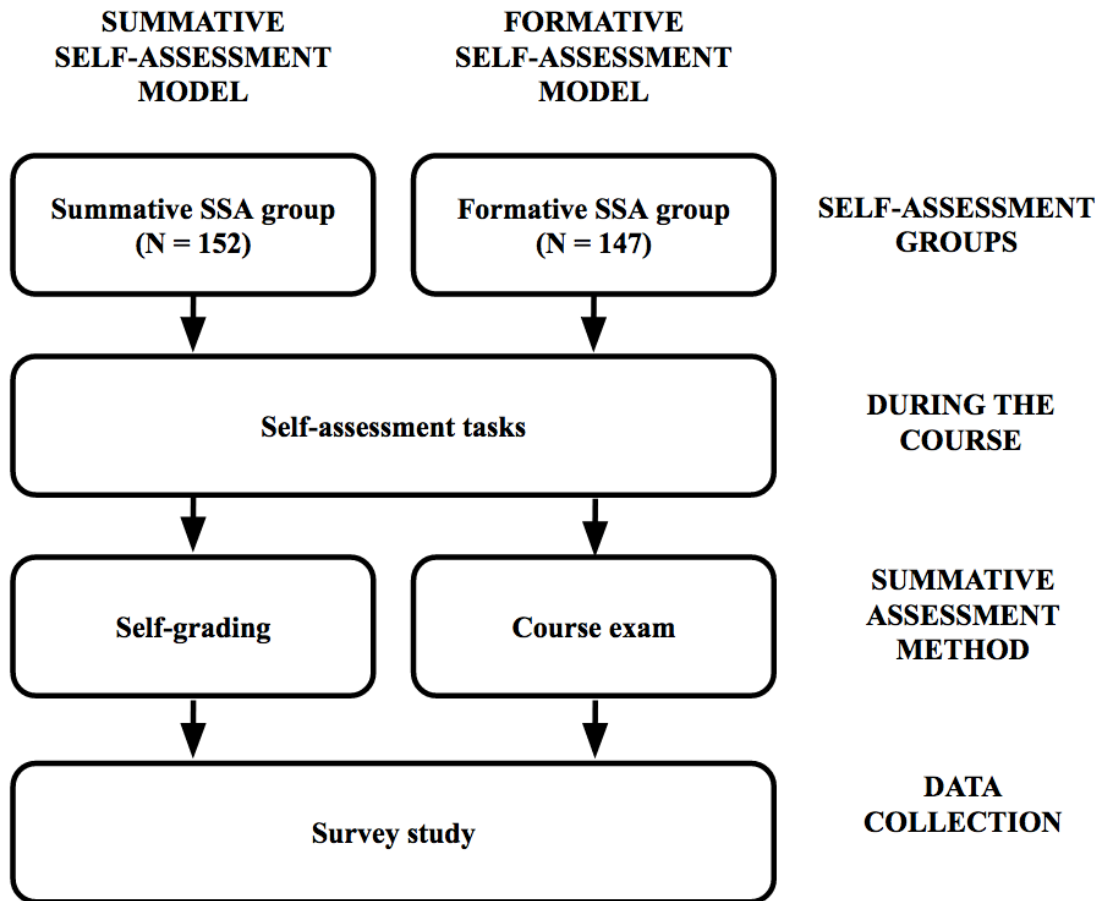 SUMMATIVE
SELF-ASSESSMENT
MODEL
FORMATIVE
SELF-ASSESSMENT
MODEL
Summative SSA group
(N = 152)
Formative SSA group
(N = 147)
SELF-ASSESSMENT
GROUPS
Self-assessment tasks
DURING THE
COURSE
Self-grading
Course exam
SUMMATIVE
ASSESSMENT
METHOD
Survey study
DATA
COLLECTION